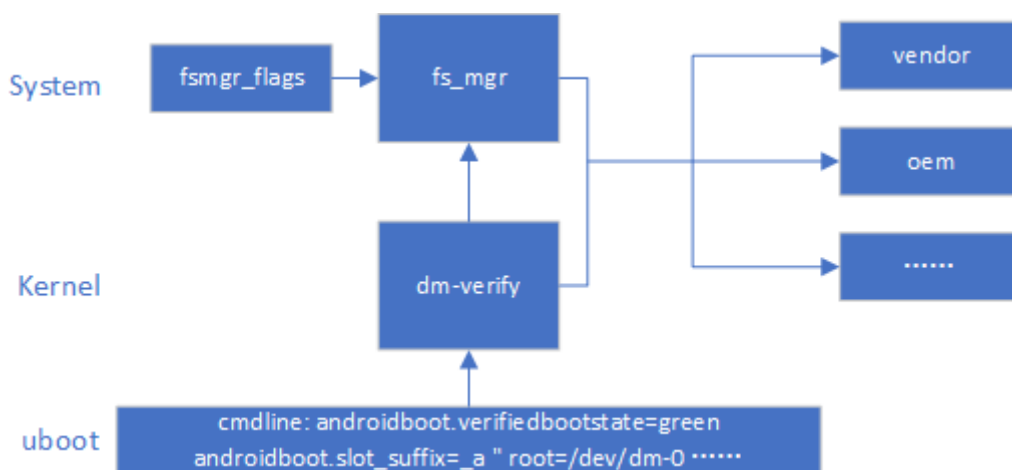 System
fsmgr_flags
fs_mgr
vendor
oem
······
Kernel
dm-verify
uboot
cmdline: androidboot.verifiedbootstate=green
androidboot.slot_suffix=_a " root=/dev/dm-0 ······